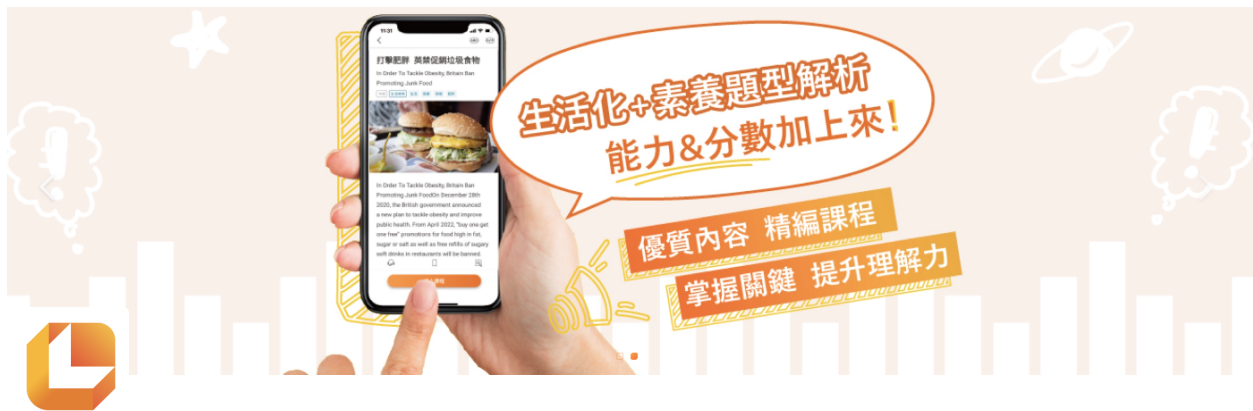 11:31
打擊肥胖 英禁促銷垃圾食物
In Order To Tackle Obesity, Britain Ban
Promoting Junk Food
In Order To Tackle Obesity, Britain Ban
Promoting Junk FoodOn December 28th
2020, the British government announced
a new plan to tackle obesity and improve
public health. From April 2022, "buy one get
one free" promotions for food high in fat,
sugar or salt as well as free refills of sugary
soft drinks in restaurants will be banned.
生活化+素養題型解析
能力&分數加上來!
優質內容 精編課程
掌握關鍵 提升理解力